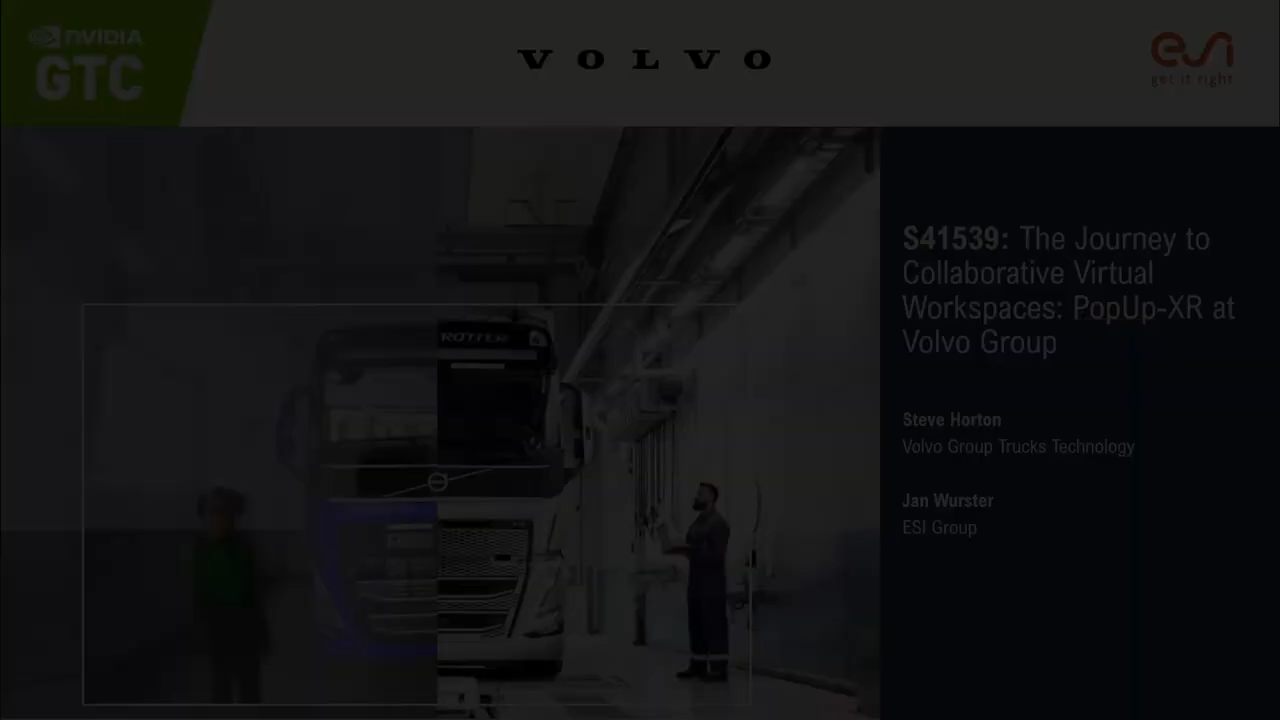 NVIDIA
GTC
VOLVO
esi
get it right
S41539: The Journey to
Collaborative Virtual
Workspaces: PopUp-XR at
Volvo Group
Steve Horton
Volvo Group Trucks Technology
Jan Wurster
ESI Group